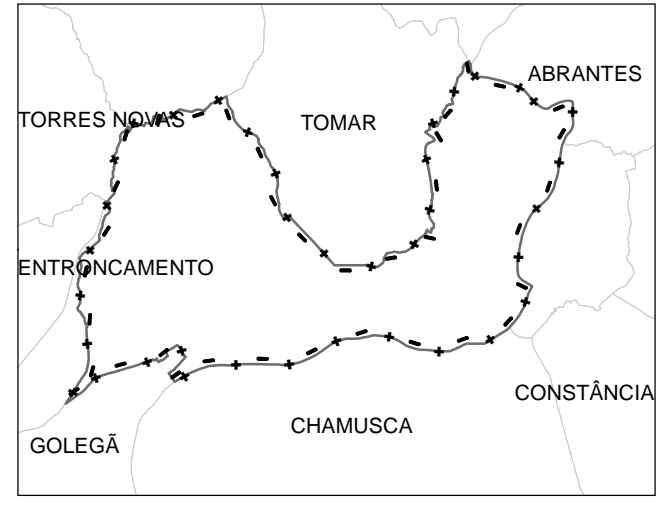 ABRANTES
TORRES NOVAS
TOMAR
ENTRONCAMENTO
CONSTÂNCIA
CHAMUSCA
GOLEGÃ